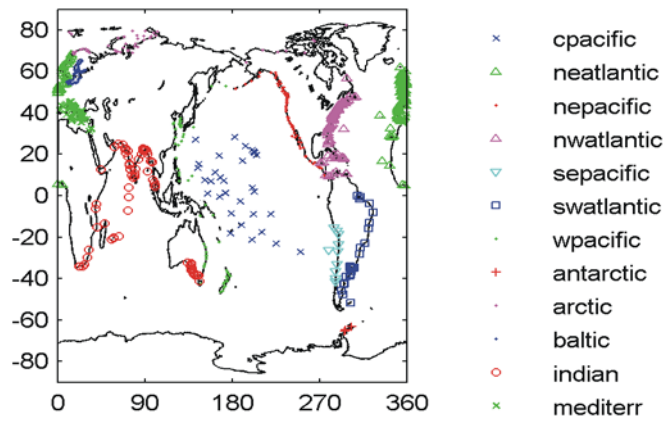 80
60
40
20
0
-20
-40
-60
-80
0 90 180 270 360
cpacific
neatlantic
nepacific
nwatlantic
sepacific
swatlantic
wpacific
antarctic
arctic
baltic
indian
mediterr